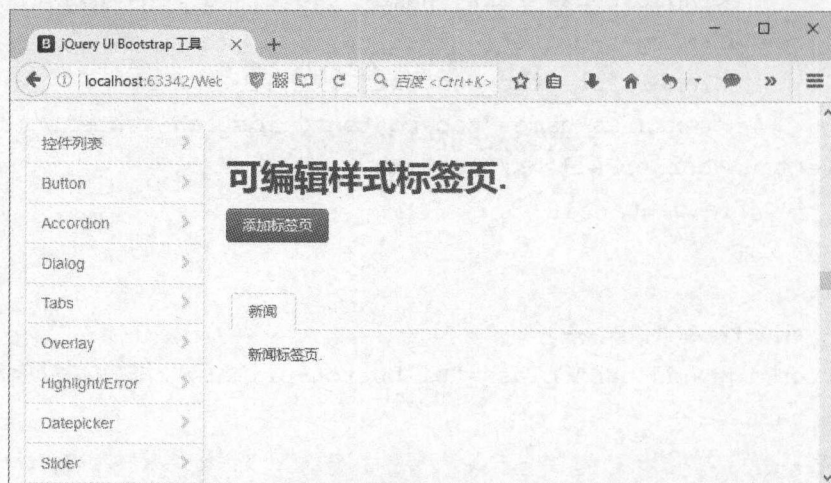 jQuery UI Bootstrap 工具
localhost:63342/Web
百度 <Ctrl+K>
控件列表
Button
Accordion
Dialog
Tabs
Overlay
Highlight/Error
Datepicker
Slider
可编辑样式标签页.
添加标签页
新闻
新闻标签页.